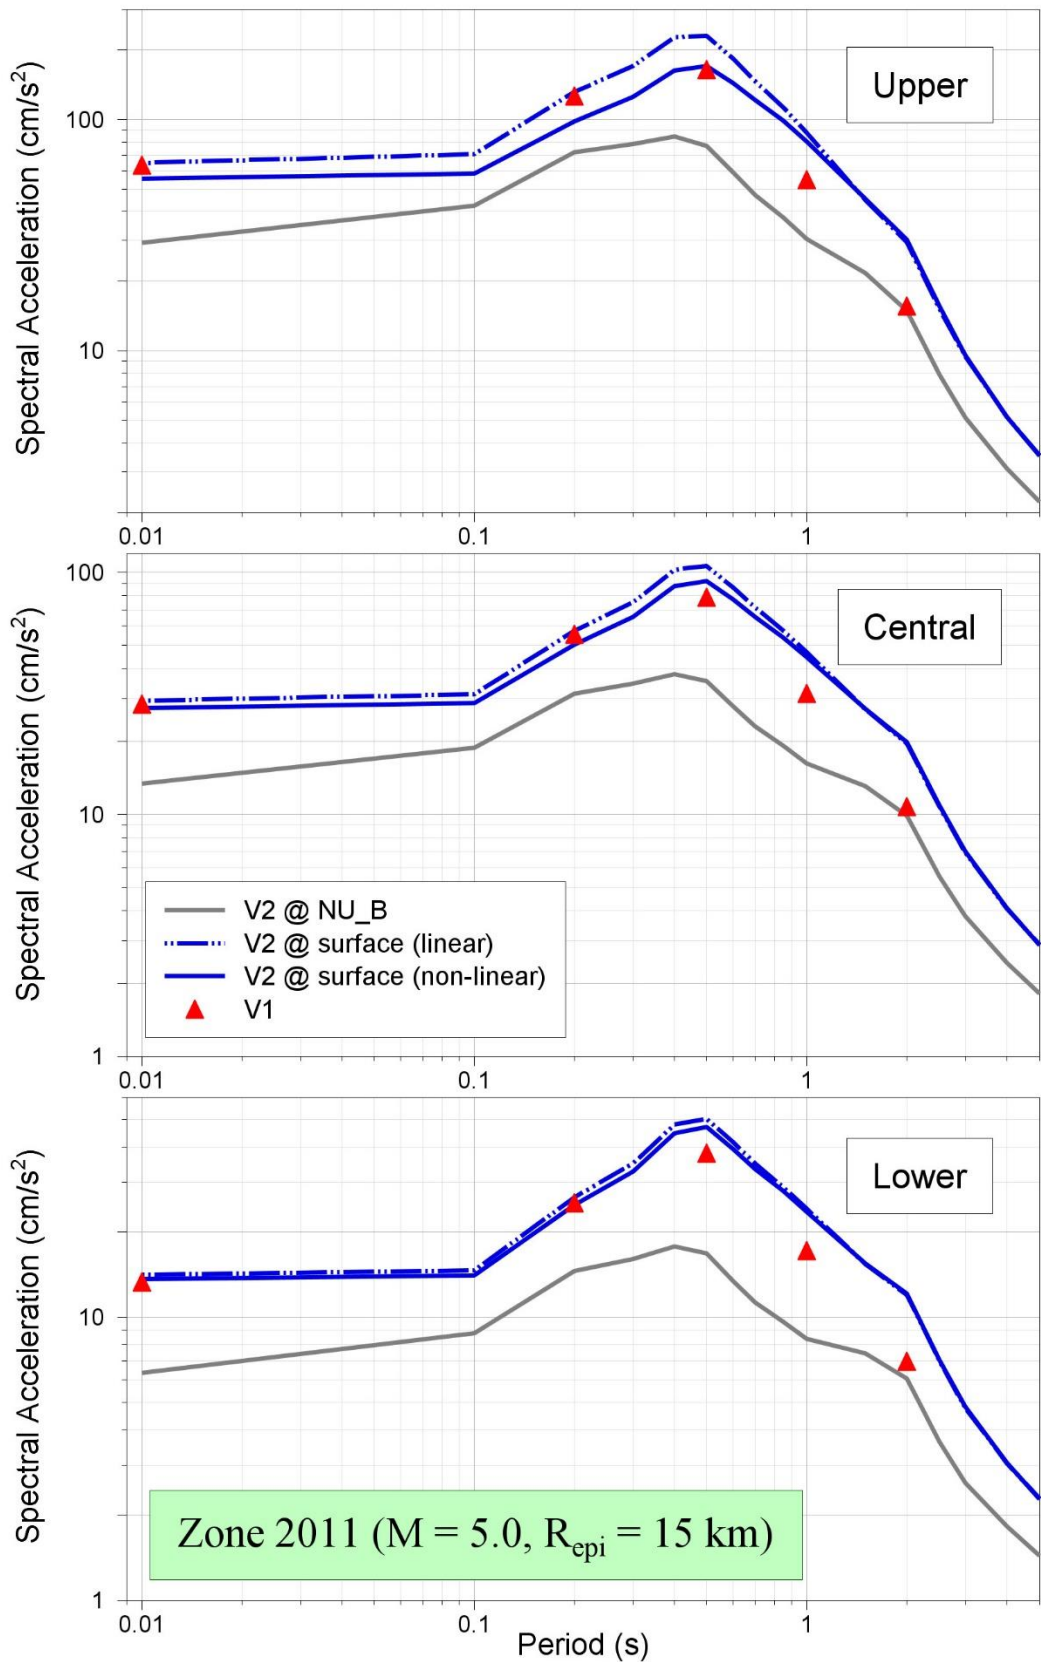 Spectral Acceleration (cm/s²)
100
10
Upper
0.01 0.1 1
Spectral Acceleration (cm/s²)
100
10
1
Central
V2 @ NU_B
V2 @ surface (linear)
V2 @ surface (non-linear)
V1
0.01 0.1 1
Spectral Acceleration (cm/s²)
10
1
Lower
Zone 2011 (M = 5.0, Repi = 15 km)
0.01 0.1 1
Period (s)